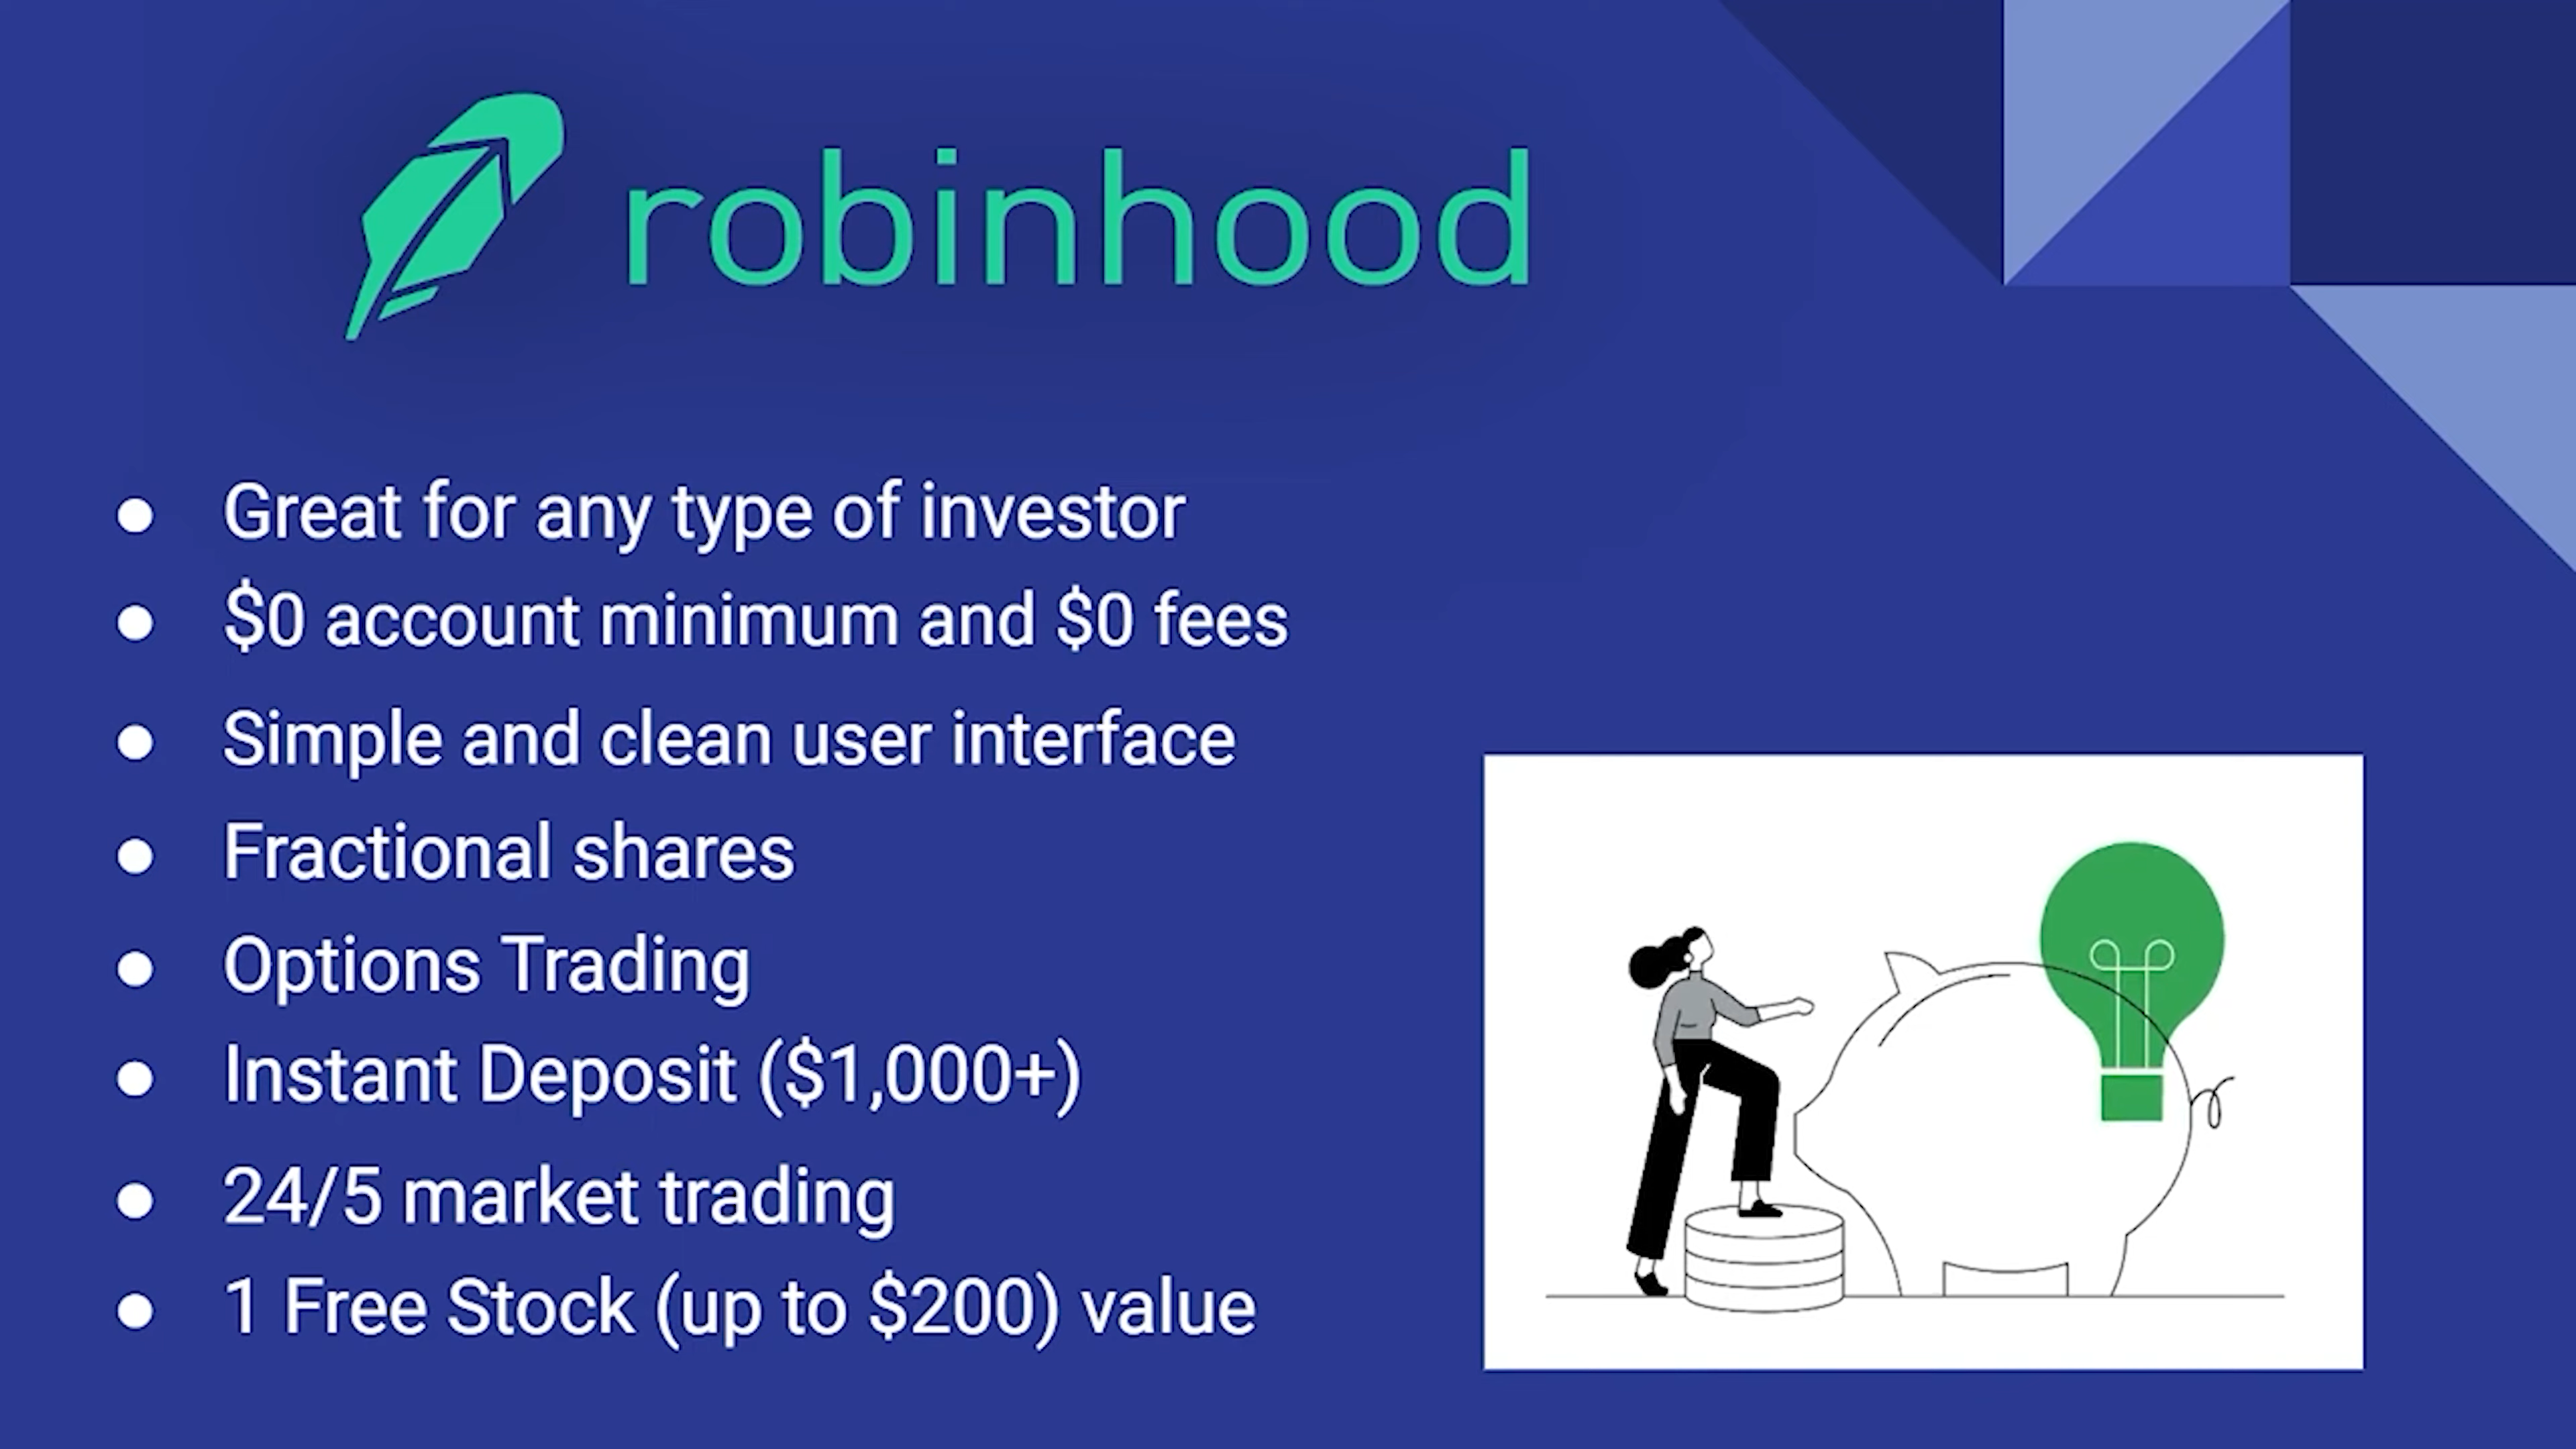 robinhood
● Great for any type of investor
● $0 account minimum and $0 fees
● Simple and clean user interface
● Fractional shares
● Options Trading
● Instant Deposit ($1,000+)
● 24/5 market trading
● 1 Free Stock (up to $200) value